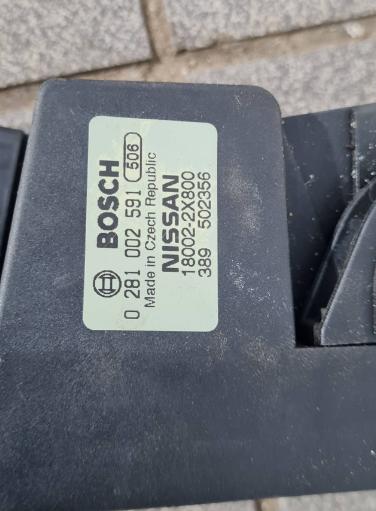 BOSCH
0 281 002 591 506
Made in Czech Republic
NISSAN
18002-2X800
389 502356